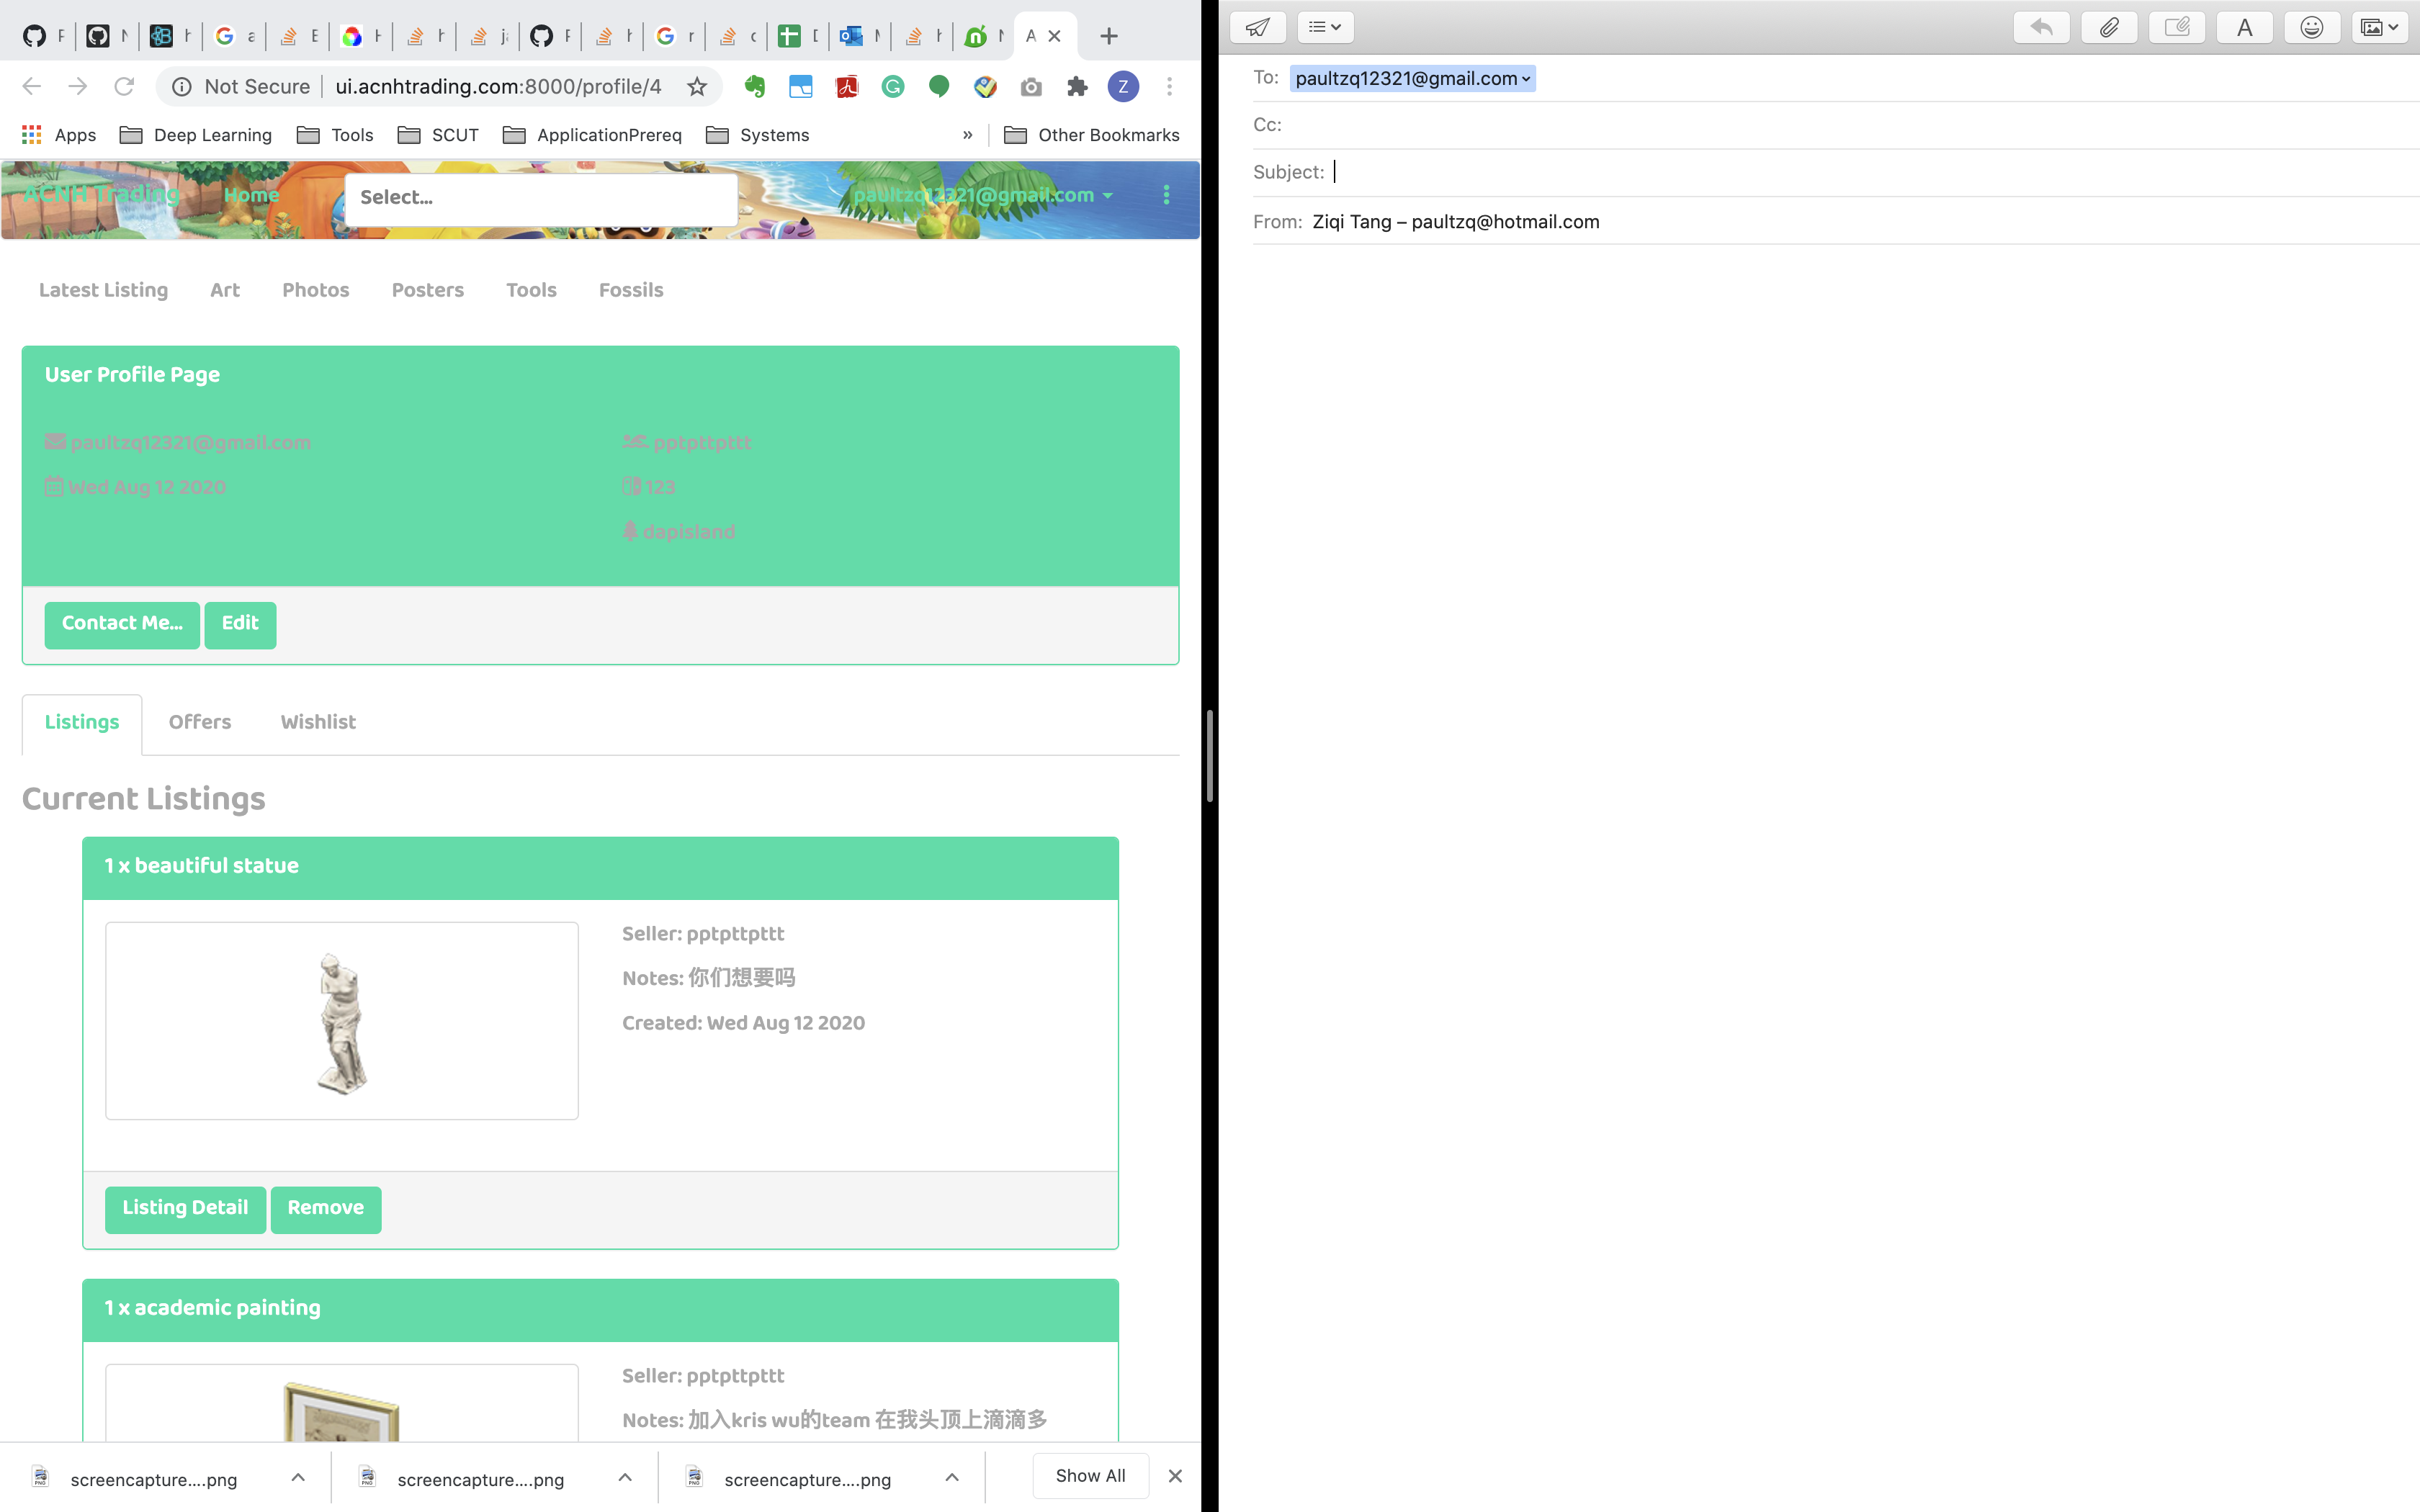 Not Secure ui.acnhtrading.com:8000/profile/4
Apps Deep Learning Tools SCUT ApplicationPrereq Systems » Other Bookmarks
ACNH Trading Home Select... paultzq12321@gmail.com
Latest Listing Art Photos Posters Tools Fossils
User Profile Page
paultzq12321@gmail.com pptpttpttt
Wed Aug 12 2020 123
dapisland
Contact Me... Edit
Listings Offers Wishlist
Current Listings
1 x beautiful statue
Seller: pptpttpttt
Notes: 你们想要吗
Created: Wed Aug 12 2020
Listing Detail Remove
1 x academic painting
Seller: pptpttpttt
Notes: 加入kris wu的team 在我头顶上滴滴多
screencapture....png screencapture....png screencapture....png Show All
To: paultzq12321@gmail.com
Cc:
Subject:
From: Ziqi Tang – paultzq@hotmail.com